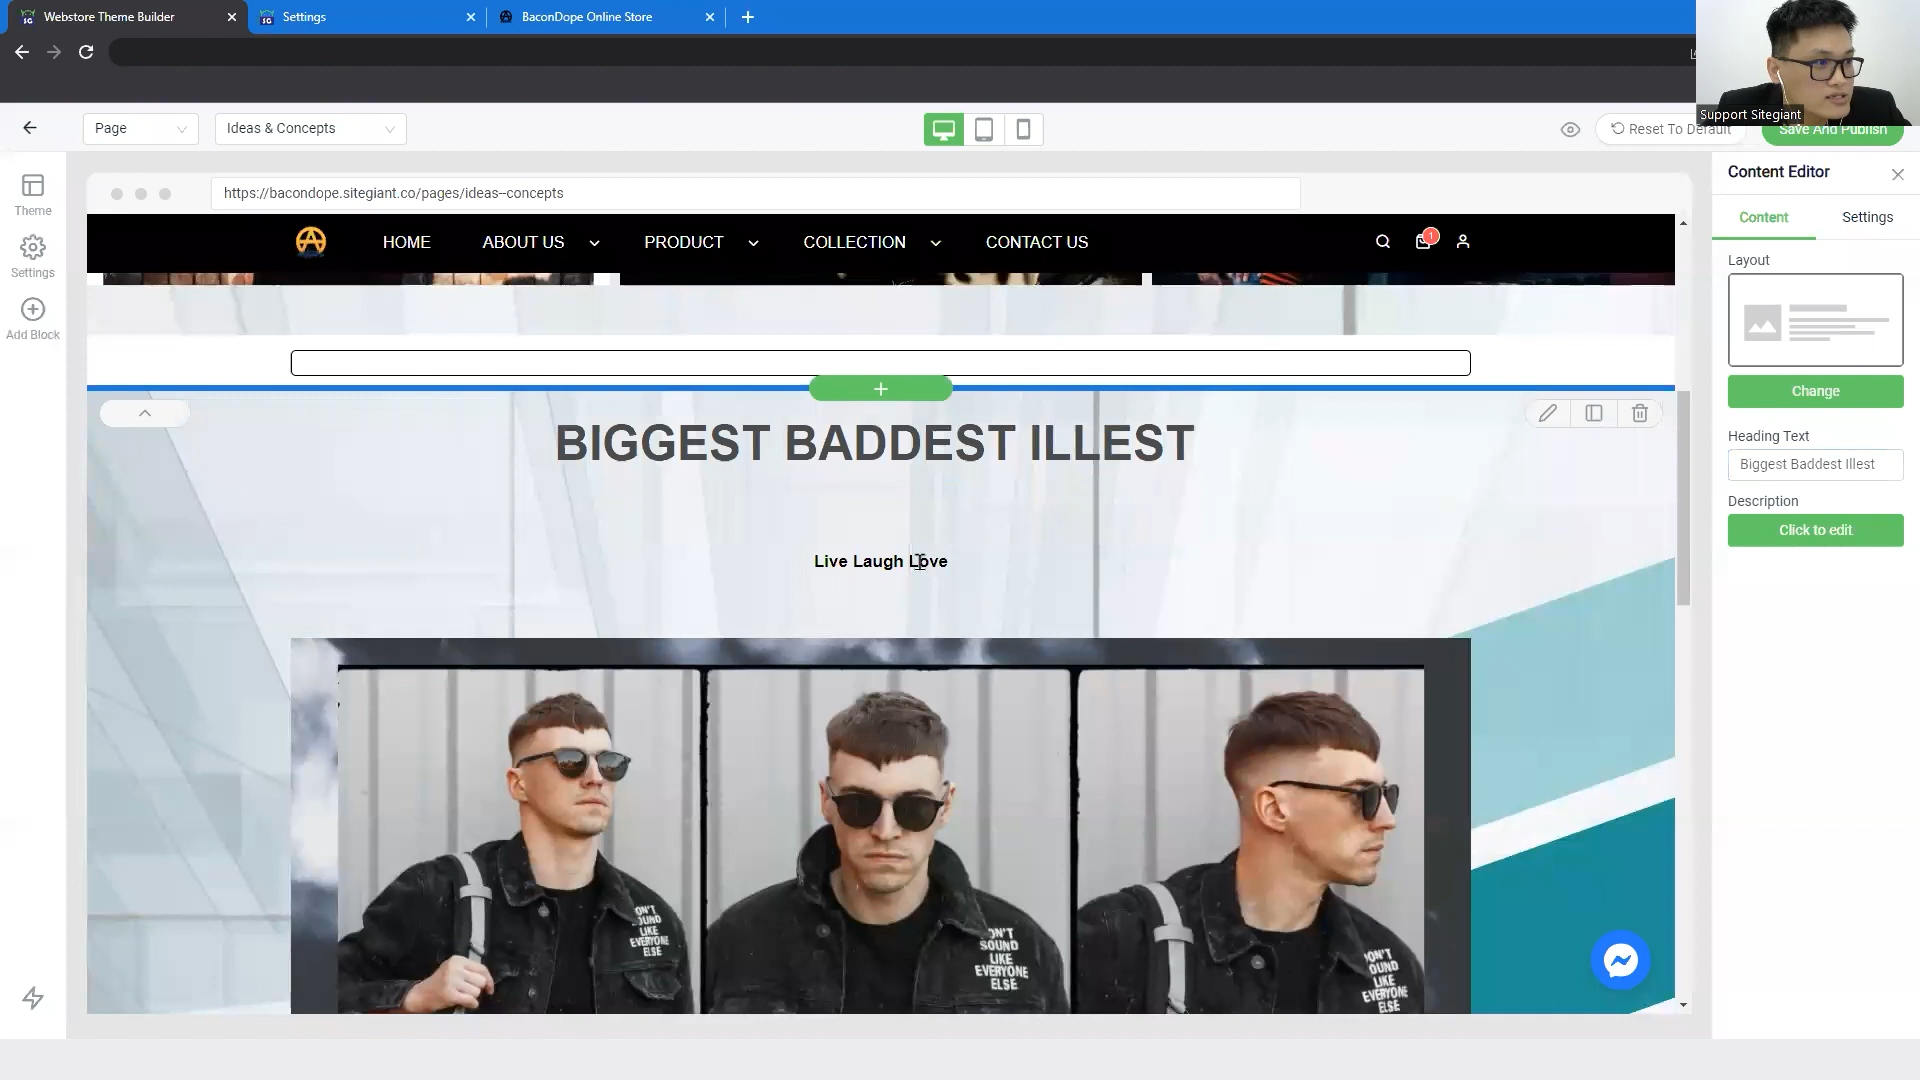 Webstore Theme Builder
Settings
BaconDope Online Store
Support Sitegiant
Page
Ideas & Concepts
Reset To Default
Save And Publish
Theme
Settings
Add Block
https://bacondope.sitegiant.co/pages/ideas--concepts
HOME
ABOUT US
PRODUCT
COLLECTION
CONTACT US
1
BIGGEST BADDEST ILLEST
Live Laugh Love
ON'T
SOUND
LIKE
EVERYONE
ELSE
Content Editor
Content
Settings
Layout
Change
Heading Text
Biggest Baddest Illest
Description
Click to edit